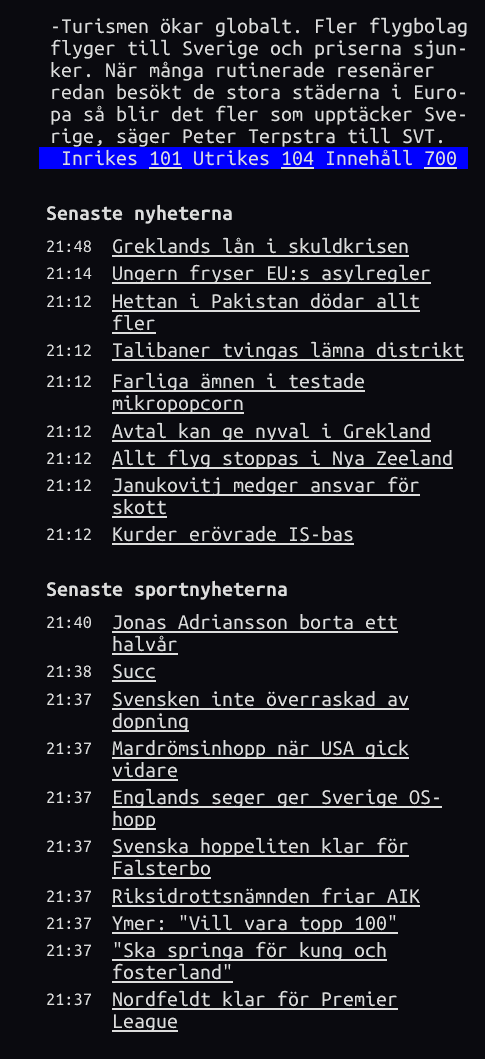 -Turismen ökar globalt. Fler flygbolag
flyger till Sverige och priserna sjun-
ker. När många rutinerade resenärer
redan besökt de stora städerna i Euro-
pa så blir det fler som upptäcker Sve-
rige, säger Peter Terpstra till SVT.
Inrikes 101 Utrikes 104 Innehåll 700
Senaste nyheterna
21:48 Greklands lån i skuldkrisen
21:14 Ungern fryser EU:s asylregler
21:12 Hettan i Pakistan dödar allt
fler
21:12 Talibaner tvingas lämna distrikt
21:12 Farliga ämnen i testade
mikropopcorn
21:12 Avtal kan ge nyval i Grekland
21:12 Allt flyg stoppas i Nya Zeeland
21:12 Janukovitj medger ansvar för
skott
21:12 Kurder erövrade IS-bas
Senaste sportnyheterna
21:40 Jonas Adriansson borta ett
halvår
21:38 Succ
21:37 Svensken inte överraskad av
dopning
21:37 Mardrömsinhopp när USA gick
vidare
21:37 Englands seger ger Sverige OS-
hopp
21:37 Svenska hoppeliten klar för
Falsterbo
21:37 Riksidrottsnämnden friar AIK
21:37 Ymer: "Vill vara topp 100"
21:37 "Ska springa för kung och
fosterland"
21:37 Nordfeldt klar för Premier
League